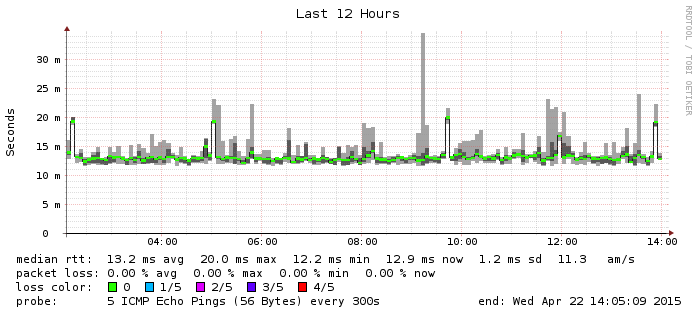 Last 12 Hours
RRDTOOL / TOBI OETIKER
Seconds
30 m
25 m
20 m
15 m
10 m
5 m
0
04:00 06:00 08:00 10:00 12:00 14:00
median rtt: 13.2 ms avg 20.0 ms max 12.2 ms min 12.9 ms now 1.2 ms sd 11.3 am/s
packet loss: 0.00 % avg 0.00 % max 0.00 % min 0.00 % now
loss color: 0 1/5 2/5 3/5 4/5
probe: 5 ICMP Echo Pings (56 Bytes) every 300s end: Wed Apr 22 14:05:09 2015